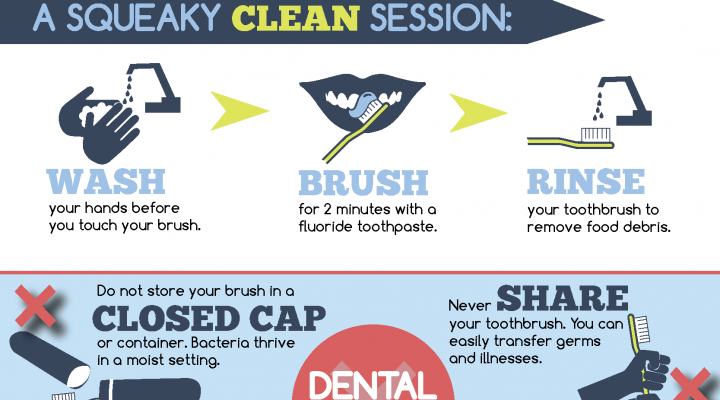 A SQUEAKY CLEAN SESSION:
WASH
your hands before
you touch your brush.
BRUSH
for 2 minutes with a
fluoride toothpaste.
RINSE
your toothbrush to
remove food debris.
Do not store your brush in a
CLOSED CAP
or container. Bacteria thrive
in a moist setting.
Never SHARE
your toothbrush. You can
easily transfer germs
and illnesses.
DENTAL